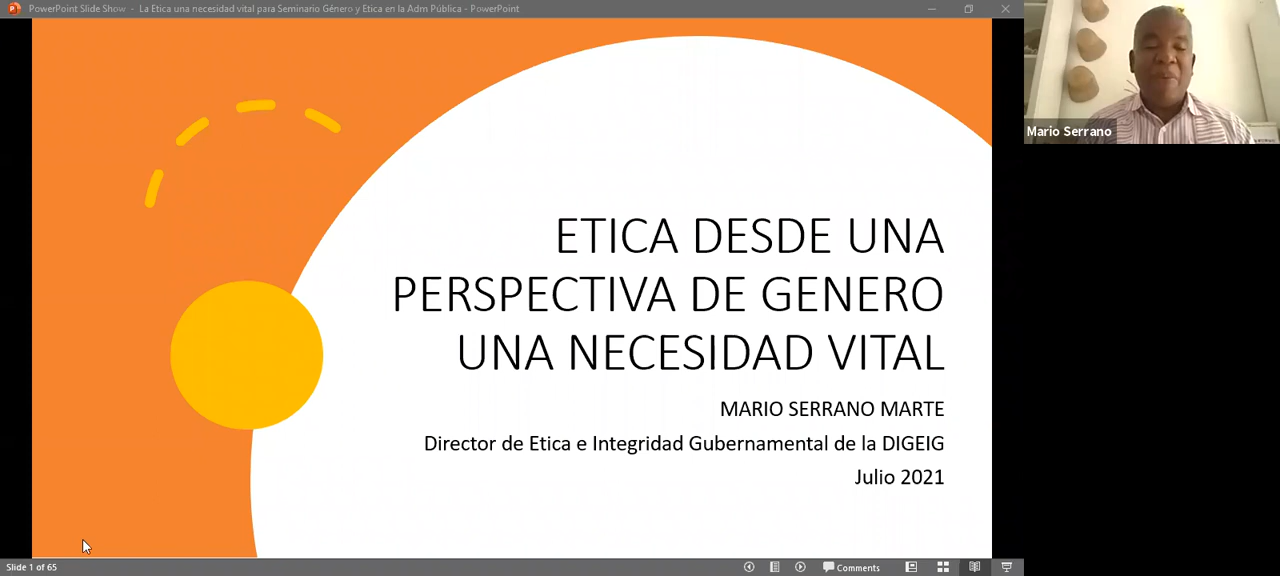 PowerPoint Slide Show - La Etica una necesidad vital para Seminario Género y Etica en la Adm Pública - PowerPoint
Mario Serrano
ETICA DESDE UNA
PERSPECTIVA DE GENERO
UNA NECESIDAD VITAL
MARIO SERRANO MARTE
Director de Etica e Integridad Gubernamental de la DIGEIG
Julio 2021
Slide 1 of 65
Comments